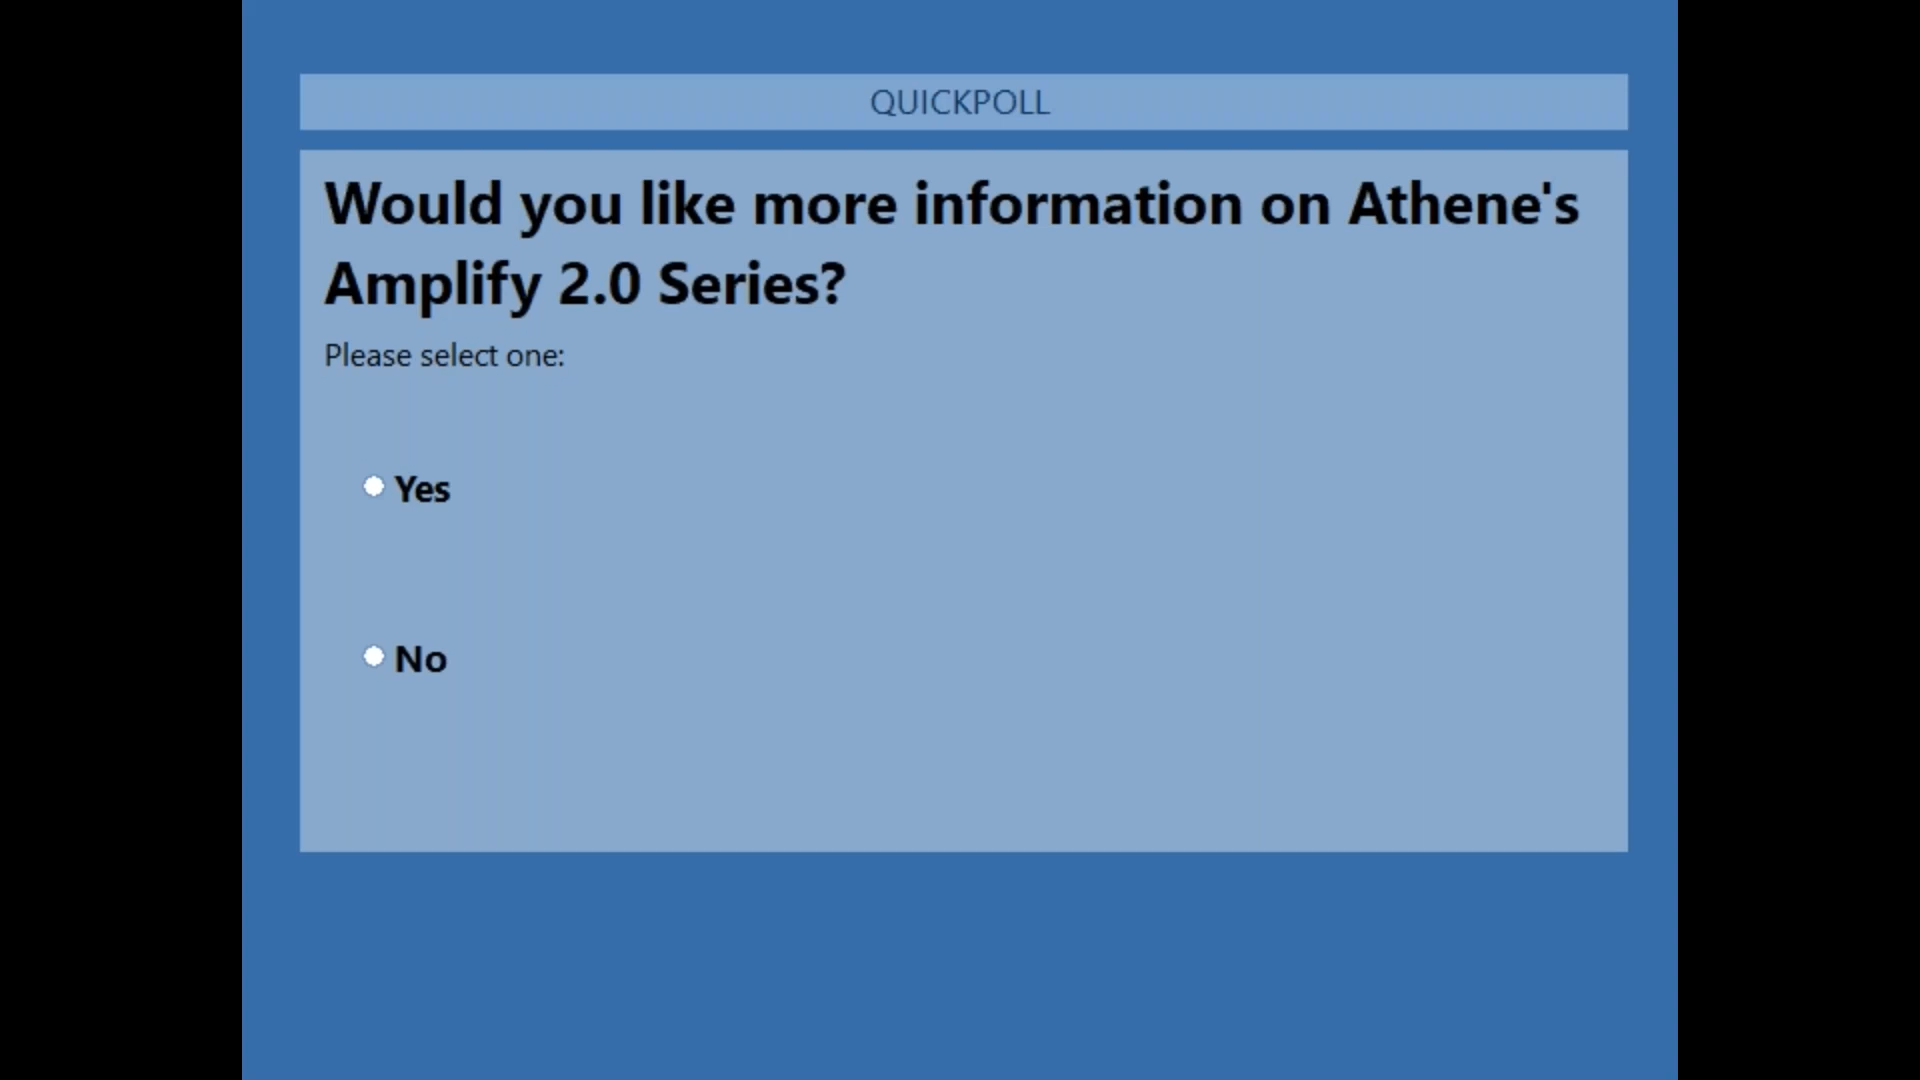 QUICKPOLL
Would you like more information on Athene's
Amplify 2.0 Series?
Please select one:
Yes
No